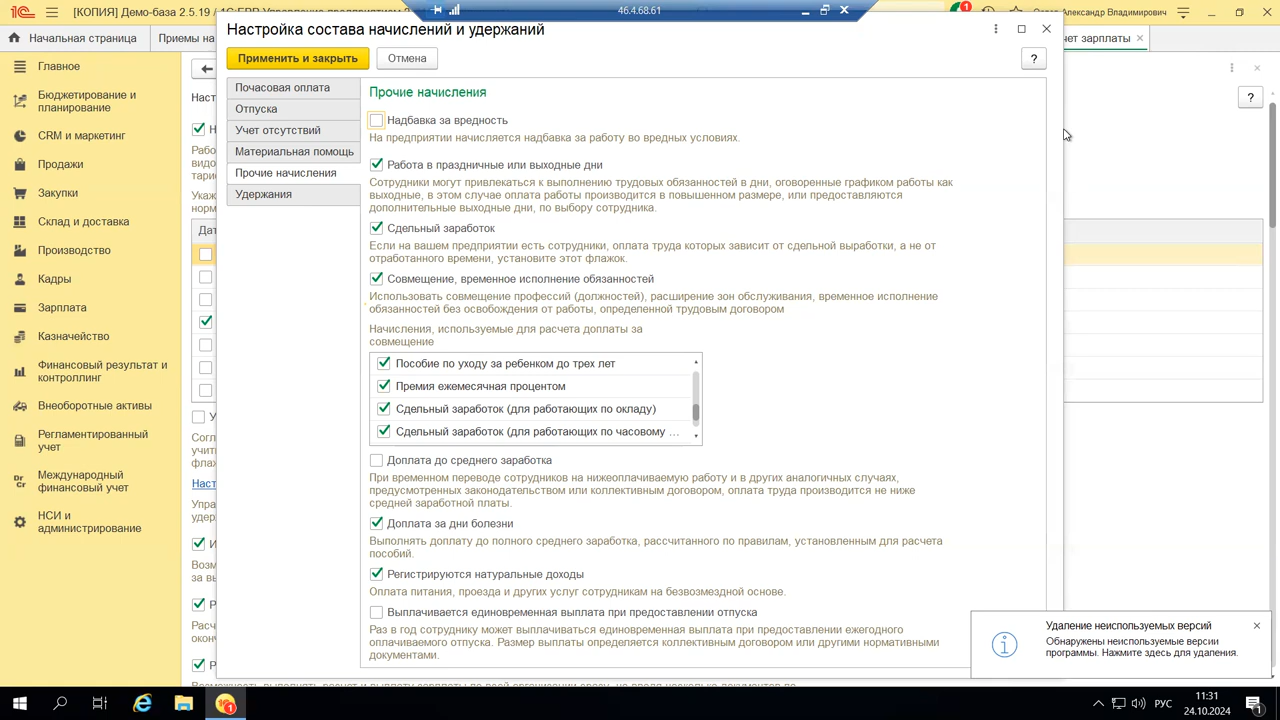 [КОПИЯ] Демо-база 2.5.19 / 1С:ERP
46.4.68.61
Александр Владимирович
Начальная страница
Приемы на
зарплаты
Главное
Бюджетирование и
планирование
CRM и маркетинг
Продажи
Закупки
Склад и доставка
Производство
Кадры
Зарплата
Казначейство
Финансовый результат и
контроллинг
Внеоборотные активы
Регламентированный
учет
Международный
финансовый учет
НСИ и
администрирование
Настройка состава начислений и удержаний
Применить и закрыть
Отмена
?
?
Почасовая оплата
Отпуска
Учет отсутствий
Материальная помощь
Прочие начисления
Удержания
Прочие начисления
Надбавка за вредность
На предприятии начисляется надбавка за работу во вредных условиях.
Работа в праздничные или выходные дни
Сотрудники могут привлекаться к выполнению трудовых обязанностей в дни, оговоренные графиком работы как
выходные, в этом случае оплата работы производится в повышенном размере, или предоставляются
дополнительные выходные дни, по выбору сотрудника.
Сдельный заработок
Если на вашем предприятии есть сотрудники, оплата труда которых зависит от сдельной выработки, а не от
отработанного времени, установите этот флажок.
Совмещение, временное исполнение обязанностей
Использовать совмещение профессий (должностей), расширение зон обслуживания, временное исполнение
обязанностей без освобождения от работы, определенной трудовым договором
Начисления, используемые для расчета доплаты за
совмещение
Пособие по уходу за ребенком до трех лет
Премия ежемесячная процентом
Сдельный заработок (для работающих по окладу)
Сдельный заработок (для работающих по часовому ...
Доплата до среднего заработка
При временном переводе сотрудников на нижеоплачиваемую работу и в других аналогичных случаях,
предусмотренных законодательством или коллективным договором, оплата труда производится не ниже
средней заработной платы.
Доплата за дни болезни
Выполнять доплату до полного среднего заработка, рассчитанного по правилам, установленным для расчета
пособий.
Регистрируются натуральные доходы
Оплата питания, проезда и других услуг сотрудникам на безвозмездной основе.
Выплачивается единовременная выплата при предоставлении отпуска
Раз в год сотруднику может выплачиваться единовременная выплата при предоставлении ежегодного
оплачиваемого отпуска. Размер выплаты определяется коллективным договором или другими нормативными
документами.
Удаление неиспользуемых версий
Обнаружены неиспользуемые версии
программы. Нажмите здесь для удаления.
РУС
11:31
24.10.2024